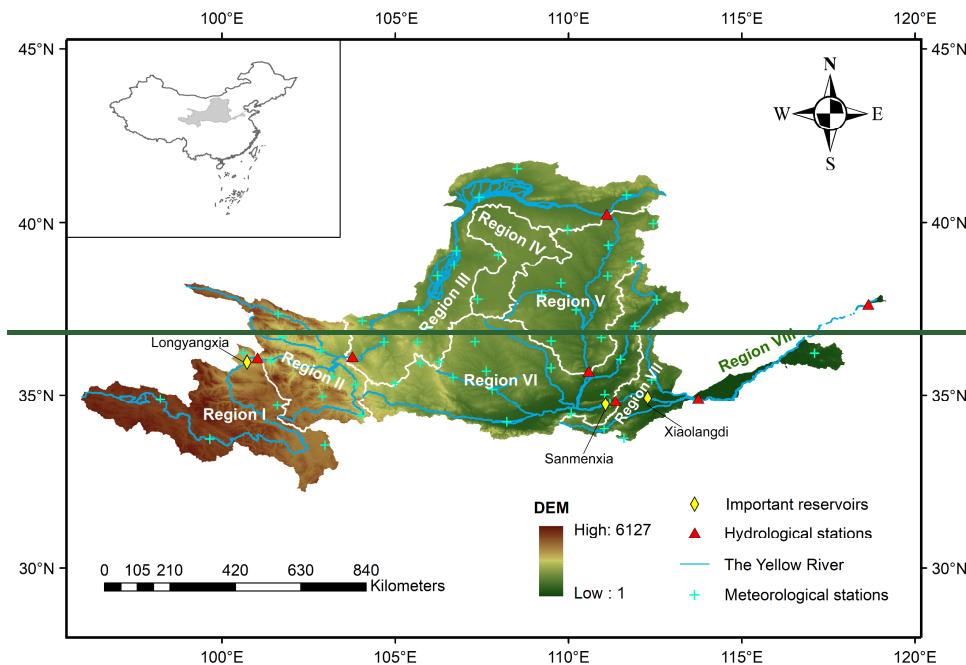 100°E 105°E 110°E 115°E 120°E
45°N 45°N
N
W E
S
40°N 40°N
Region IV
Region III
Region V
Longyangxia
Region II
Region VIII
Region VI
Region VII
35°N 35°N
Region I
Xiaolangdi
Sanmenxia
DEM
High: 6127
Low : 1
Important reservoirs
Hydrological stations
The Yellow River
Meteorological stations
30°N 30°N
0 105 210 420 630 840
Kilometers
100°E 105°E 110°E 115°E 120°E